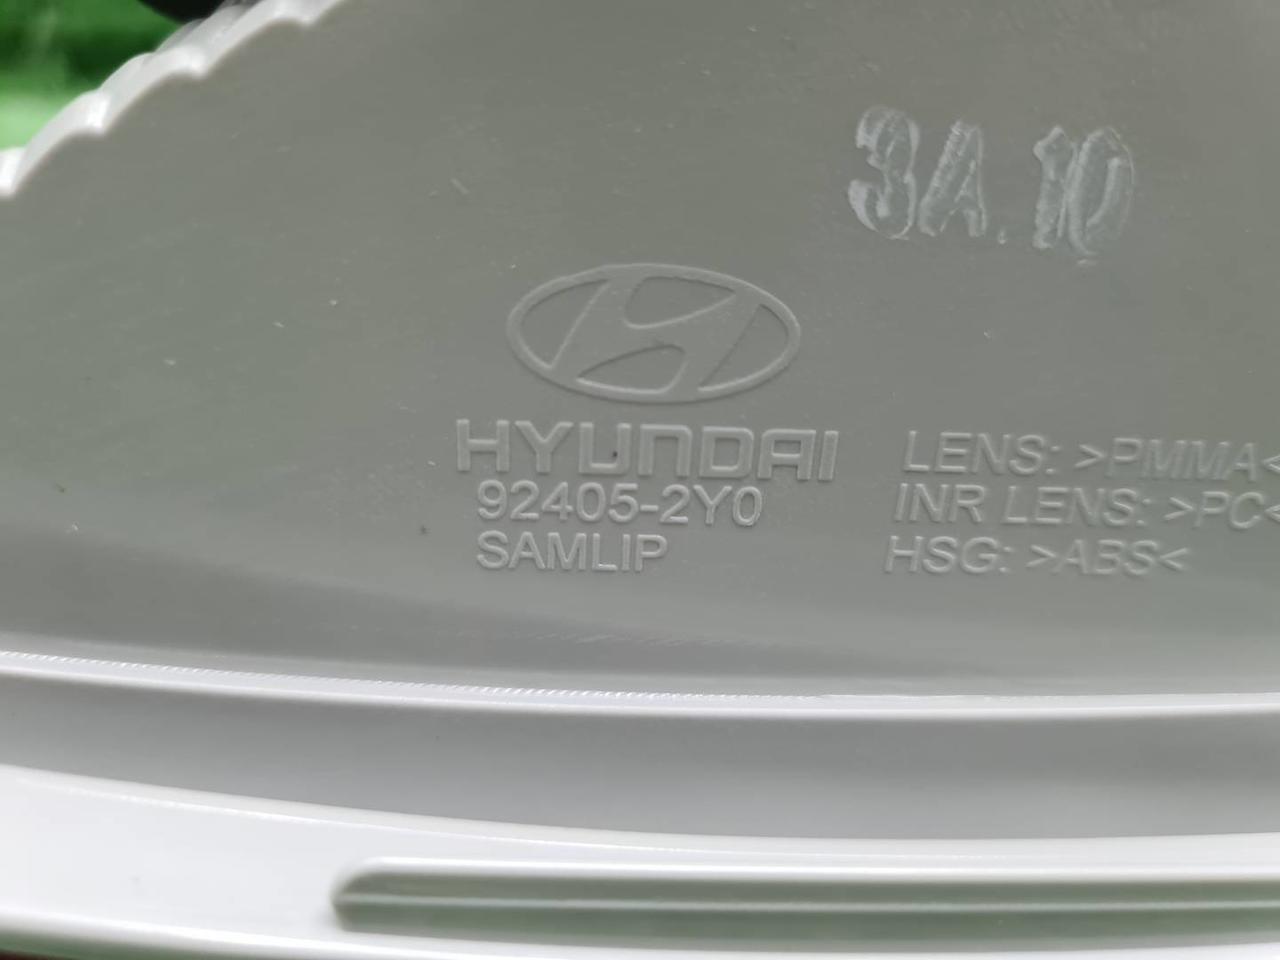 3A.10
HYUNDAI
92405-2Y0
SAMLIP
LENS: >PMMA<
INR LENS: >PC<
HSG: >ABS<